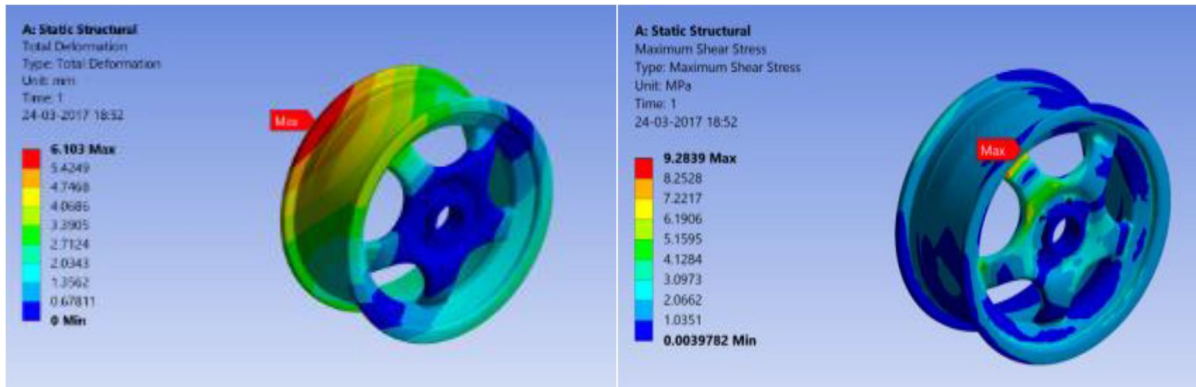 A: Static Structural
Total Deformation
Type: Total Deformation
Unit: mm
Time: 1
24-03-2017 18:52
6.103 Max
5.4249
4.7468
4.0686
3.3905
2.7124
2.0343
1.3562
0.67811
0 Min
Max
A: Static Structural
Maximum Shear Stress
Type: Maximum Shear Stress
Unit: MPa
Time: 1
24-03-2017 18:52
9.2839 Max
8.2528
7.2217
6.1906
5.1595
4.1284
3.0973
2.0662
1.0351
0.0039782 Min
Max